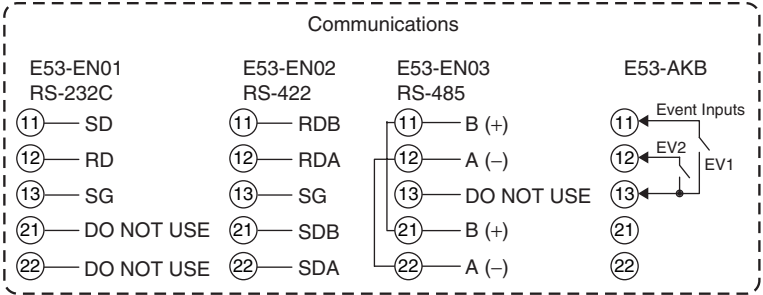 Communications
E53-EN01
RS-232C
11 SD
12 RD
13 SG
21 DO NOT USE
22 DO NOT USE
E53-EN02
RS-422
11 RDB
12 RDA
13 SG
21 SDB
22 SDA
E53-EN03
RS-485
11 B (+)
12 A (−)
13 DO NOT USE
21 B (+)
22 A (−)
E53-AKB
11 Event Inputs
12 EV2
EV1
13
21
22